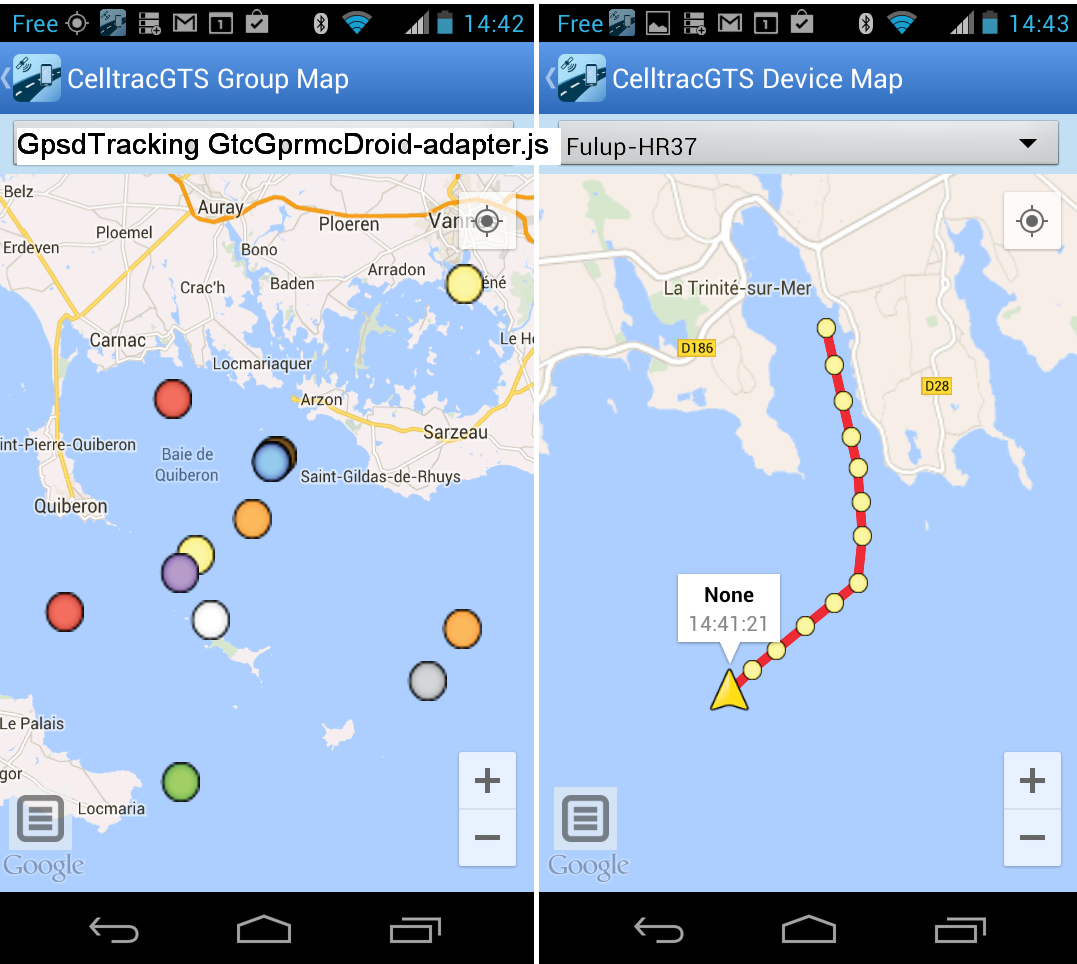 Free 1 14:42
CelltracGTS Group Map
GpsdTracking GtcGprmcDroid-adapter.js
Belz
Auray
Ploemel
Ploeren
Vann
Erdeven
Bono
Arradon
éné
Crac'h
Baden
Carnac
Le H
Locmariaquer
Arzon
Sarzeau
int-Pierre-Quiberon
Baie de
Quiberon
Saint-Gildas-de-Rhuys
Quiberon
Le Palais
gor
Locmaria
+
−
Google
Free 1 14:43
CelltracGTS Device Map
Fulup-HR37
La Trinité-sur-Mer
D186
D28
None
14:41:21
+
−
Google